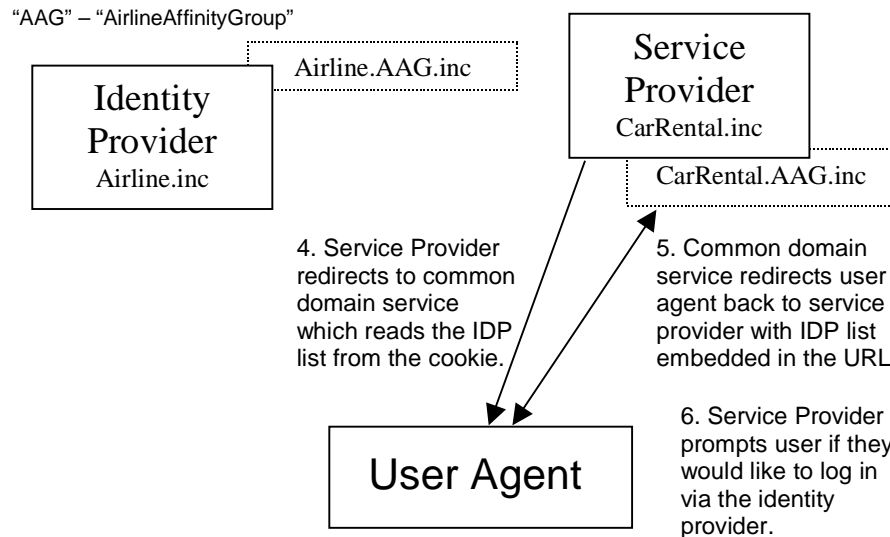 “AAG” – “AirlineAffinityGroup”
Airline.AAG.inc
Identity
Provider
Airline.inc
Service
Provider
CarRental.inc
CarRental.AAG.inc
4. Service Provider
redirects to common
domain service
which reads the IDP
list from the cookie.
5. Common domain
service redirects user
agent back to service
provider with IDP list
embedded in the URL
6. Service Provider
prompts user if they
would like to log in
via the identity
provider.
User Agent